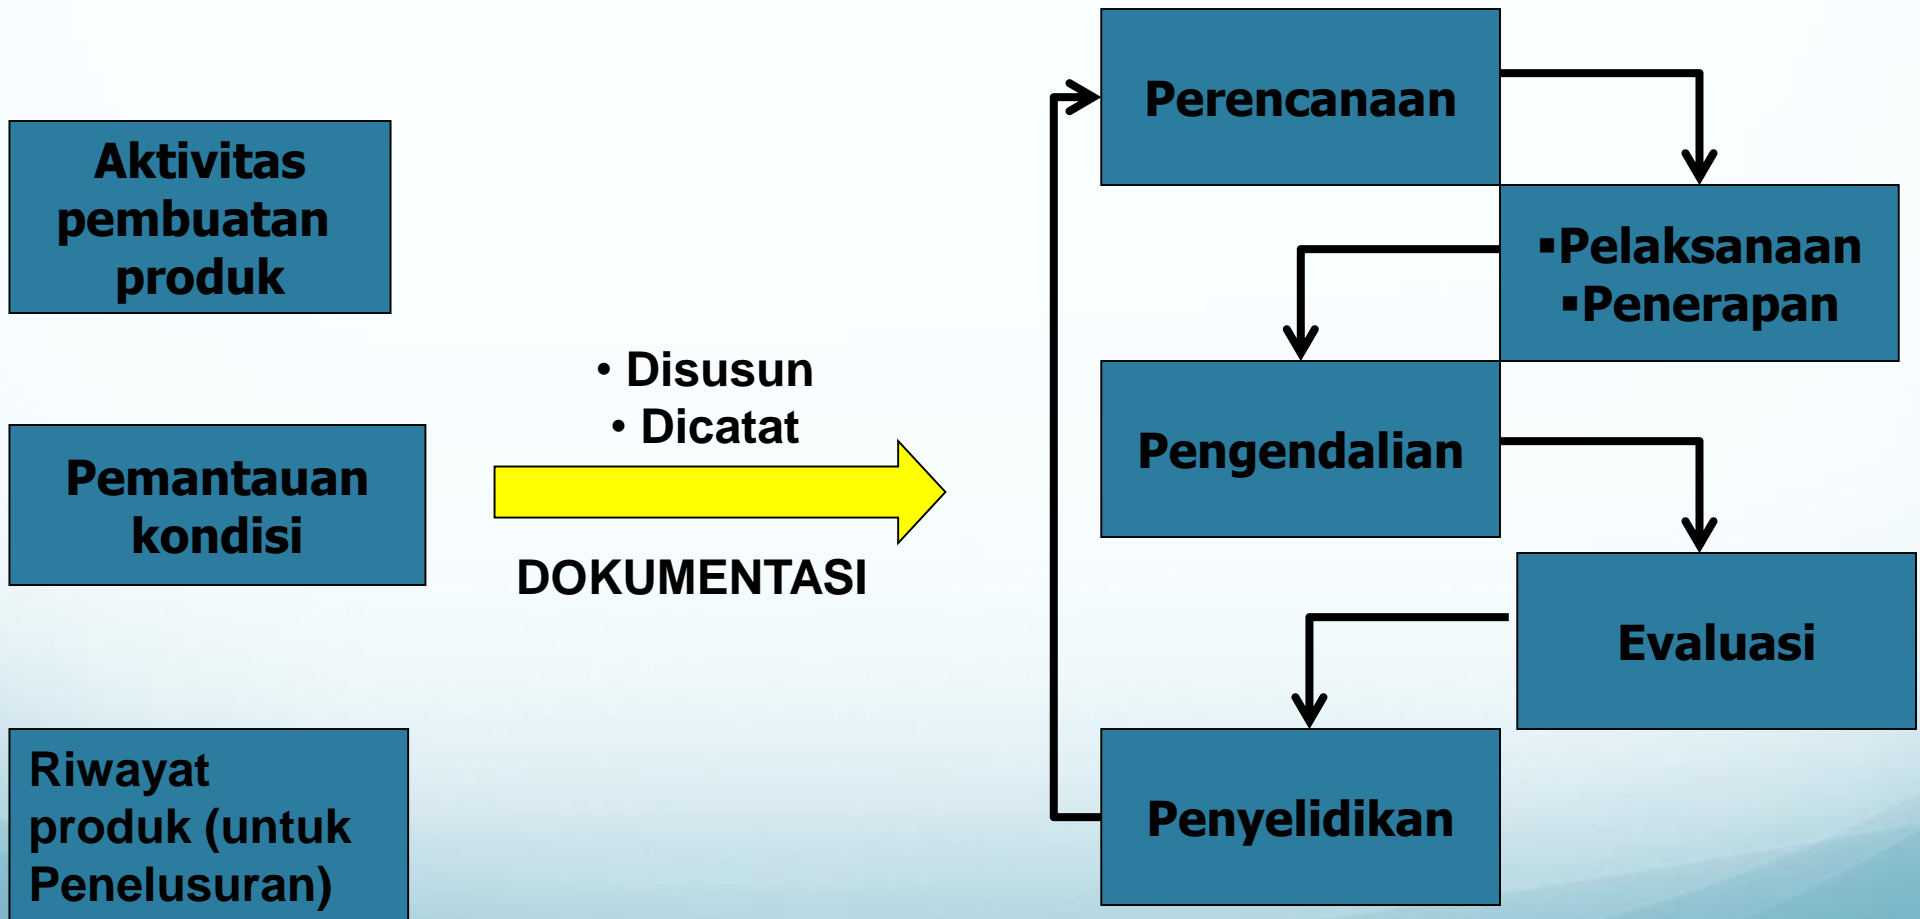 Aktivitas
pembuatan
produk
Pemantauan
kondisi
Riwayat
produk (untuk
Penelusuran)
• Disusun
• Dicatat
DOKUMENTASI
Perencanaan
▪Pelaksanaan
▪Penerapan
Pengendalian
Evaluasi
Penyelidikan